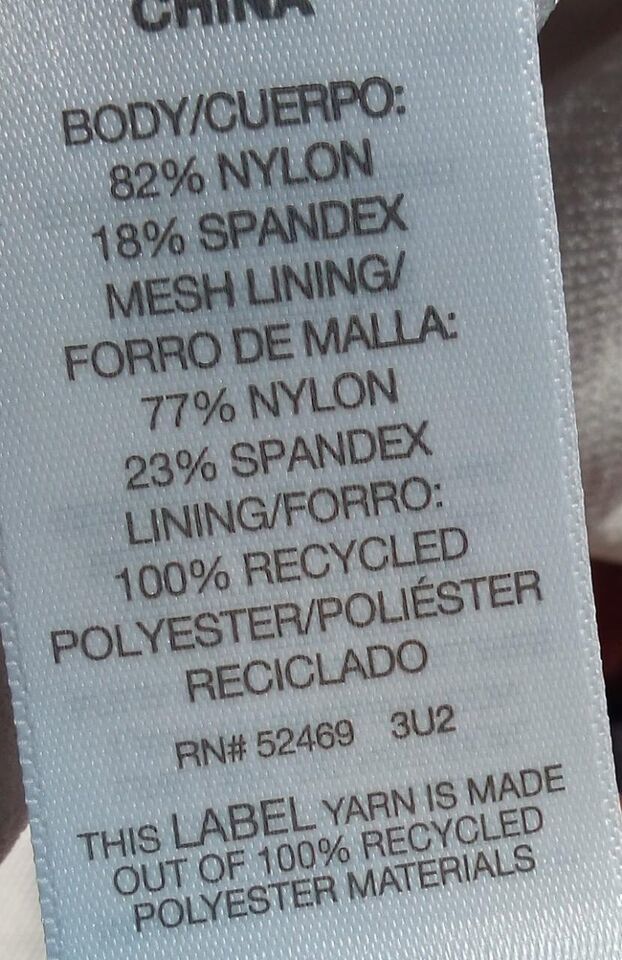 CHINA
BODY/CUERPO:
82% NYLON
18% SPANDEX
MESH LINING/
FORRO DE MALLA:
77% NYLON
23% SPANDEX
LINING/FORRO:
100% RECYCLED
POLYESTER/POLIÉSTER
RECICLADO
RN# 52469 3U2
THIS LABEL YARN IS MADE
OUT OF 100% RECYCLED
POLYESTER MATERIALS